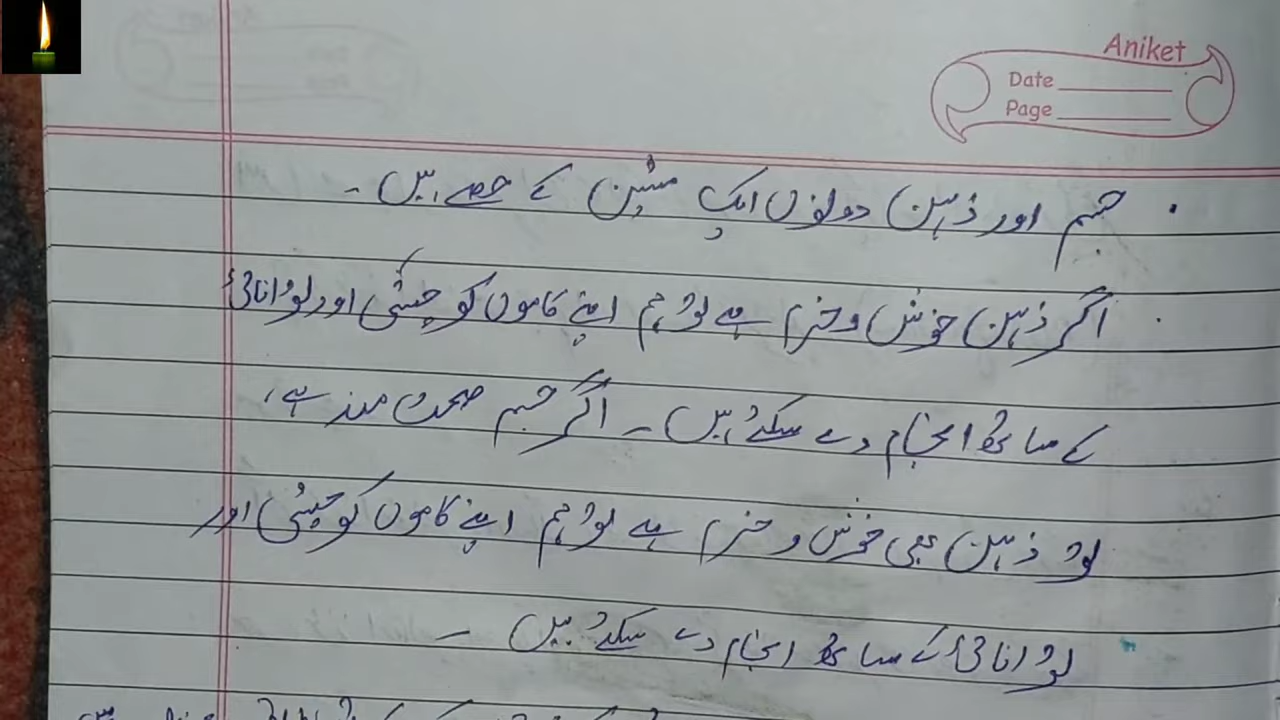 Aniket
Date
Page
جسم اور ذہن دونوں ایک مشین کے حصے ہیں۔
اگر ذہن خوش و خرم ہے تو ہم اپنے کاموں کو چستی اور توانائی
کے ساتھ انجام دے سکتے ہیں۔ اگر جسم صحت مند ہے،
تو ذہن بھی خوش و خرم ہے تو ہم اپنے کاموں کو چستی اور
توانائی کے ساتھ انجام دے سکتے ہیں۔